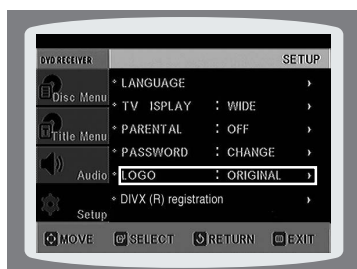 DVD RECEIVER SETUP
Disc Menu
Title Menu
Audio
Setup
LANGUAGE
TV ISPLAY : WIDE
PARENTAL : OFF
PASSWORD : CHANGE
LOGO : ORIGINAL
DIVX (R) registration
MOVE SELECT RETURN EXIT